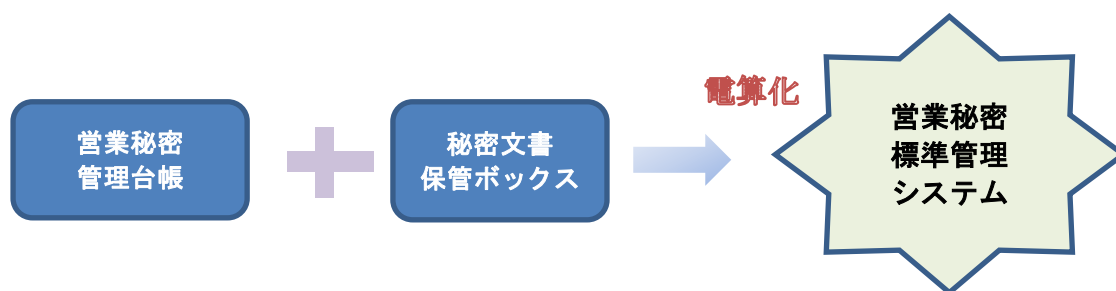 営業秘密
管理台帳
秘密文書
保管ボックス
電算化
営業秘密
標準管理
システム